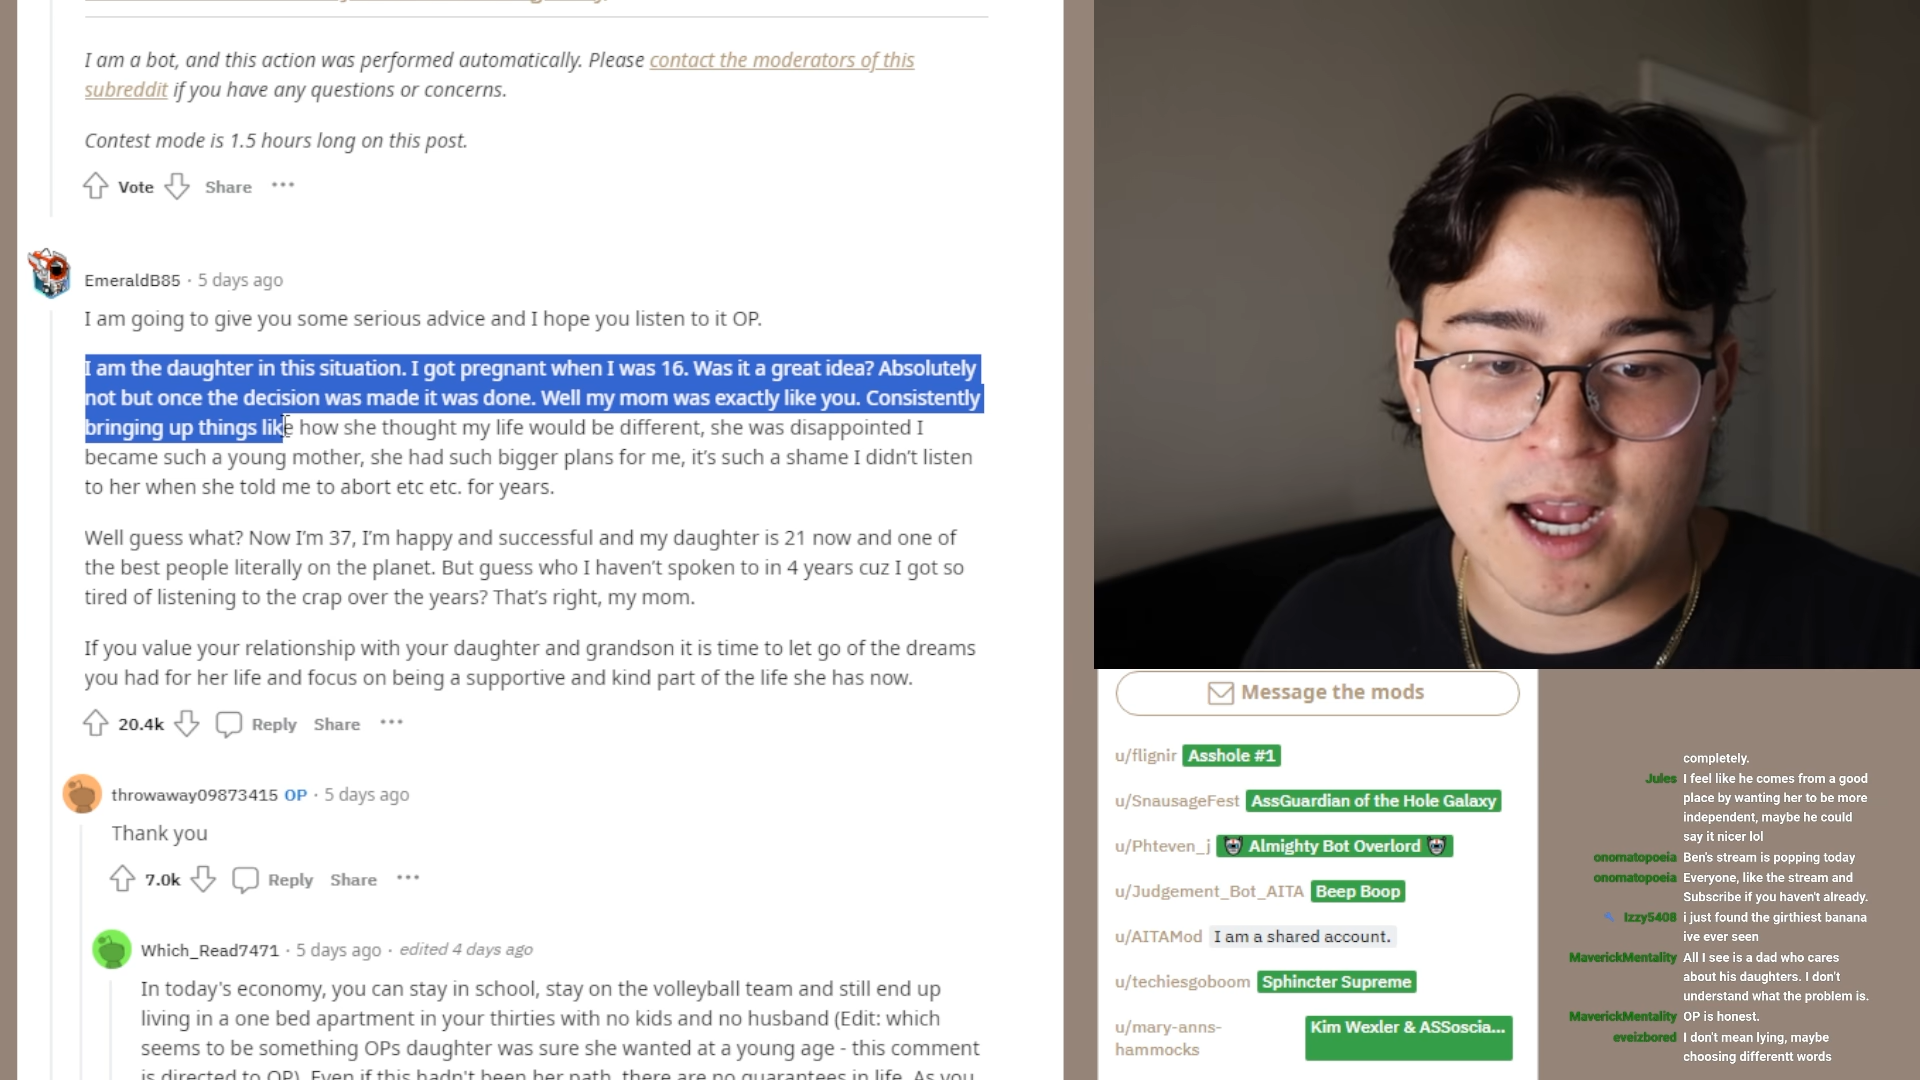 I am a bot, and this action was performed automatically. Please contact the moderators of this
subreddit if you have any questions or concerns.
Contest mode is 1.5 hours long on this post.
Vote Share ···
EmeraldB85 · 5 days ago
I am going to give you some serious advice and I hope you listen to it OP.
I am the daughter in this situation. I got pregnant when I was 16. Was it a great idea? Absolutely
not but once the decision was made it was done. Well my mom was exactly like you. Consistently
bringing up things like how she thought my life would be different, she was disappointed I
became such a young mother, she had such bigger plans for me, it’s such a shame I didn’t listen
to her when she told me to abort etc etc. for years.
Well guess what? Now I’m 37, I’m happy and successful and my daughter is 21 now and one of
the best people literally on the planet. But guess who I haven’t spoken to in 4 years cuz I got so
tired of listening to the crap over the years? That’s right, my mom.
If you value your relationship with your daughter and grandson it is time to let go of the dreams
you had for her life and focus on being a supportive and kind part of the life she has now.
20.4k Reply Share ···
throwaway09873415 OP · 5 days ago
Thank you
7.0k Reply Share ···
Which_Read7471 · 5 days ago · edited 4 days ago
In today's economy, you can stay in school, stay on the volleyball team and still end up
living in a one bed apartment in your thirties with no kids and no husband (Edit: which
seems to be something OPs daughter was sure she wanted at a young age - this comment
is directed to OP). Even if this hadn't been her path, there are no guarantees in life. As you
Message the mods
u/flignir Asshole #1
u/SnausageFest AssGuardian of the Hole Galaxy
u/Phteven_j Almighty Bot Overlord
u/Judgement_Bot_AITA Beep Boop
u/AITAMod I am a shared account.
u/techiesgoboom Sphincter Supreme
u/mary-anns-
hammocks
Kim Wexler & ASSoscia...
completely.
Jules I feel like he comes from a good
place by wanting her to be more
independent, maybe he could
say it nicer lol
onomatopoeia Ben's stream is popping today
onomatopoeia Everyone, like the stream and
Subscribe if you haven't already.
Izzy5408 i just found the girthiest banana
ive ever seen
MaverickMentality All I see is a dad who cares
about his daughters. I don't
understand what the problem is.
MaverickMentality OP is honest.
eveizbored I don't mean lying, maybe
choosing differentt words